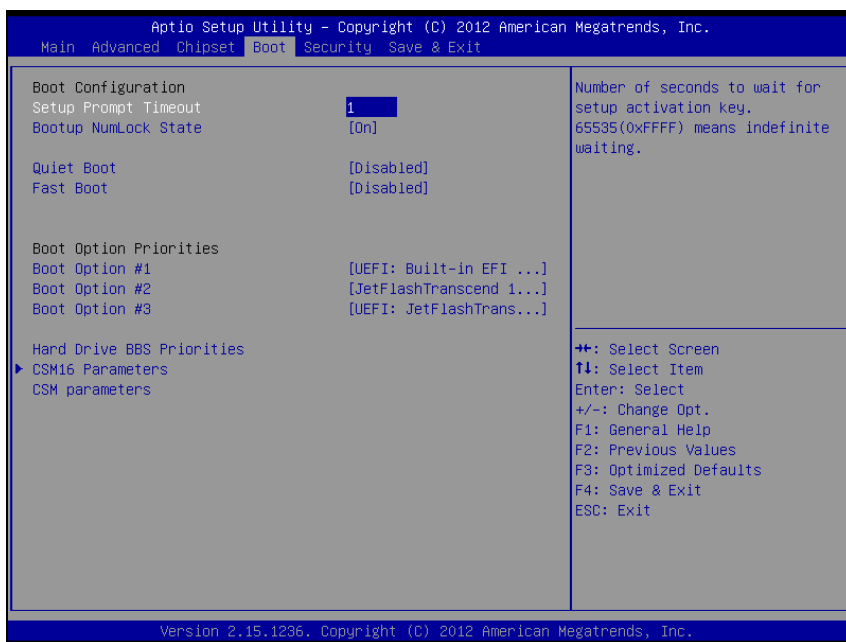 Aptio Setup Utility – Copyright (C) 2012 American Megatrends, Inc.
Main Advanced Chipset Boot Security Save & Exit
Boot Configuration
Setup Prompt Timeout 1
Bootup NumLock State [On]
Quiet Boot [Disabled]
Fast Boot [Disabled]
Boot Option Priorities
Boot Option #1 [UEFI: Built-in EFI ...]
Boot Option #2 [JetFlashTranscend 1...]
Boot Option #3 [UEFI: JetFlashTrans...]
Hard Drive BBS Priorities
CSM16 Parameters
CSM parameters
Number of seconds to wait for
setup activation key.
65535(0xFFFF) means indefinite
waiting.
→←: Select Screen
↑↓: Select Item
Enter: Select
+/-: Change Opt.
F1: General Help
F2: Previous Values
F3: Optimized Defaults
F4: Save & Exit
ESC: Exit
Version 2.15.1236. Copyright (C) 2012 American Megatrends, Inc.